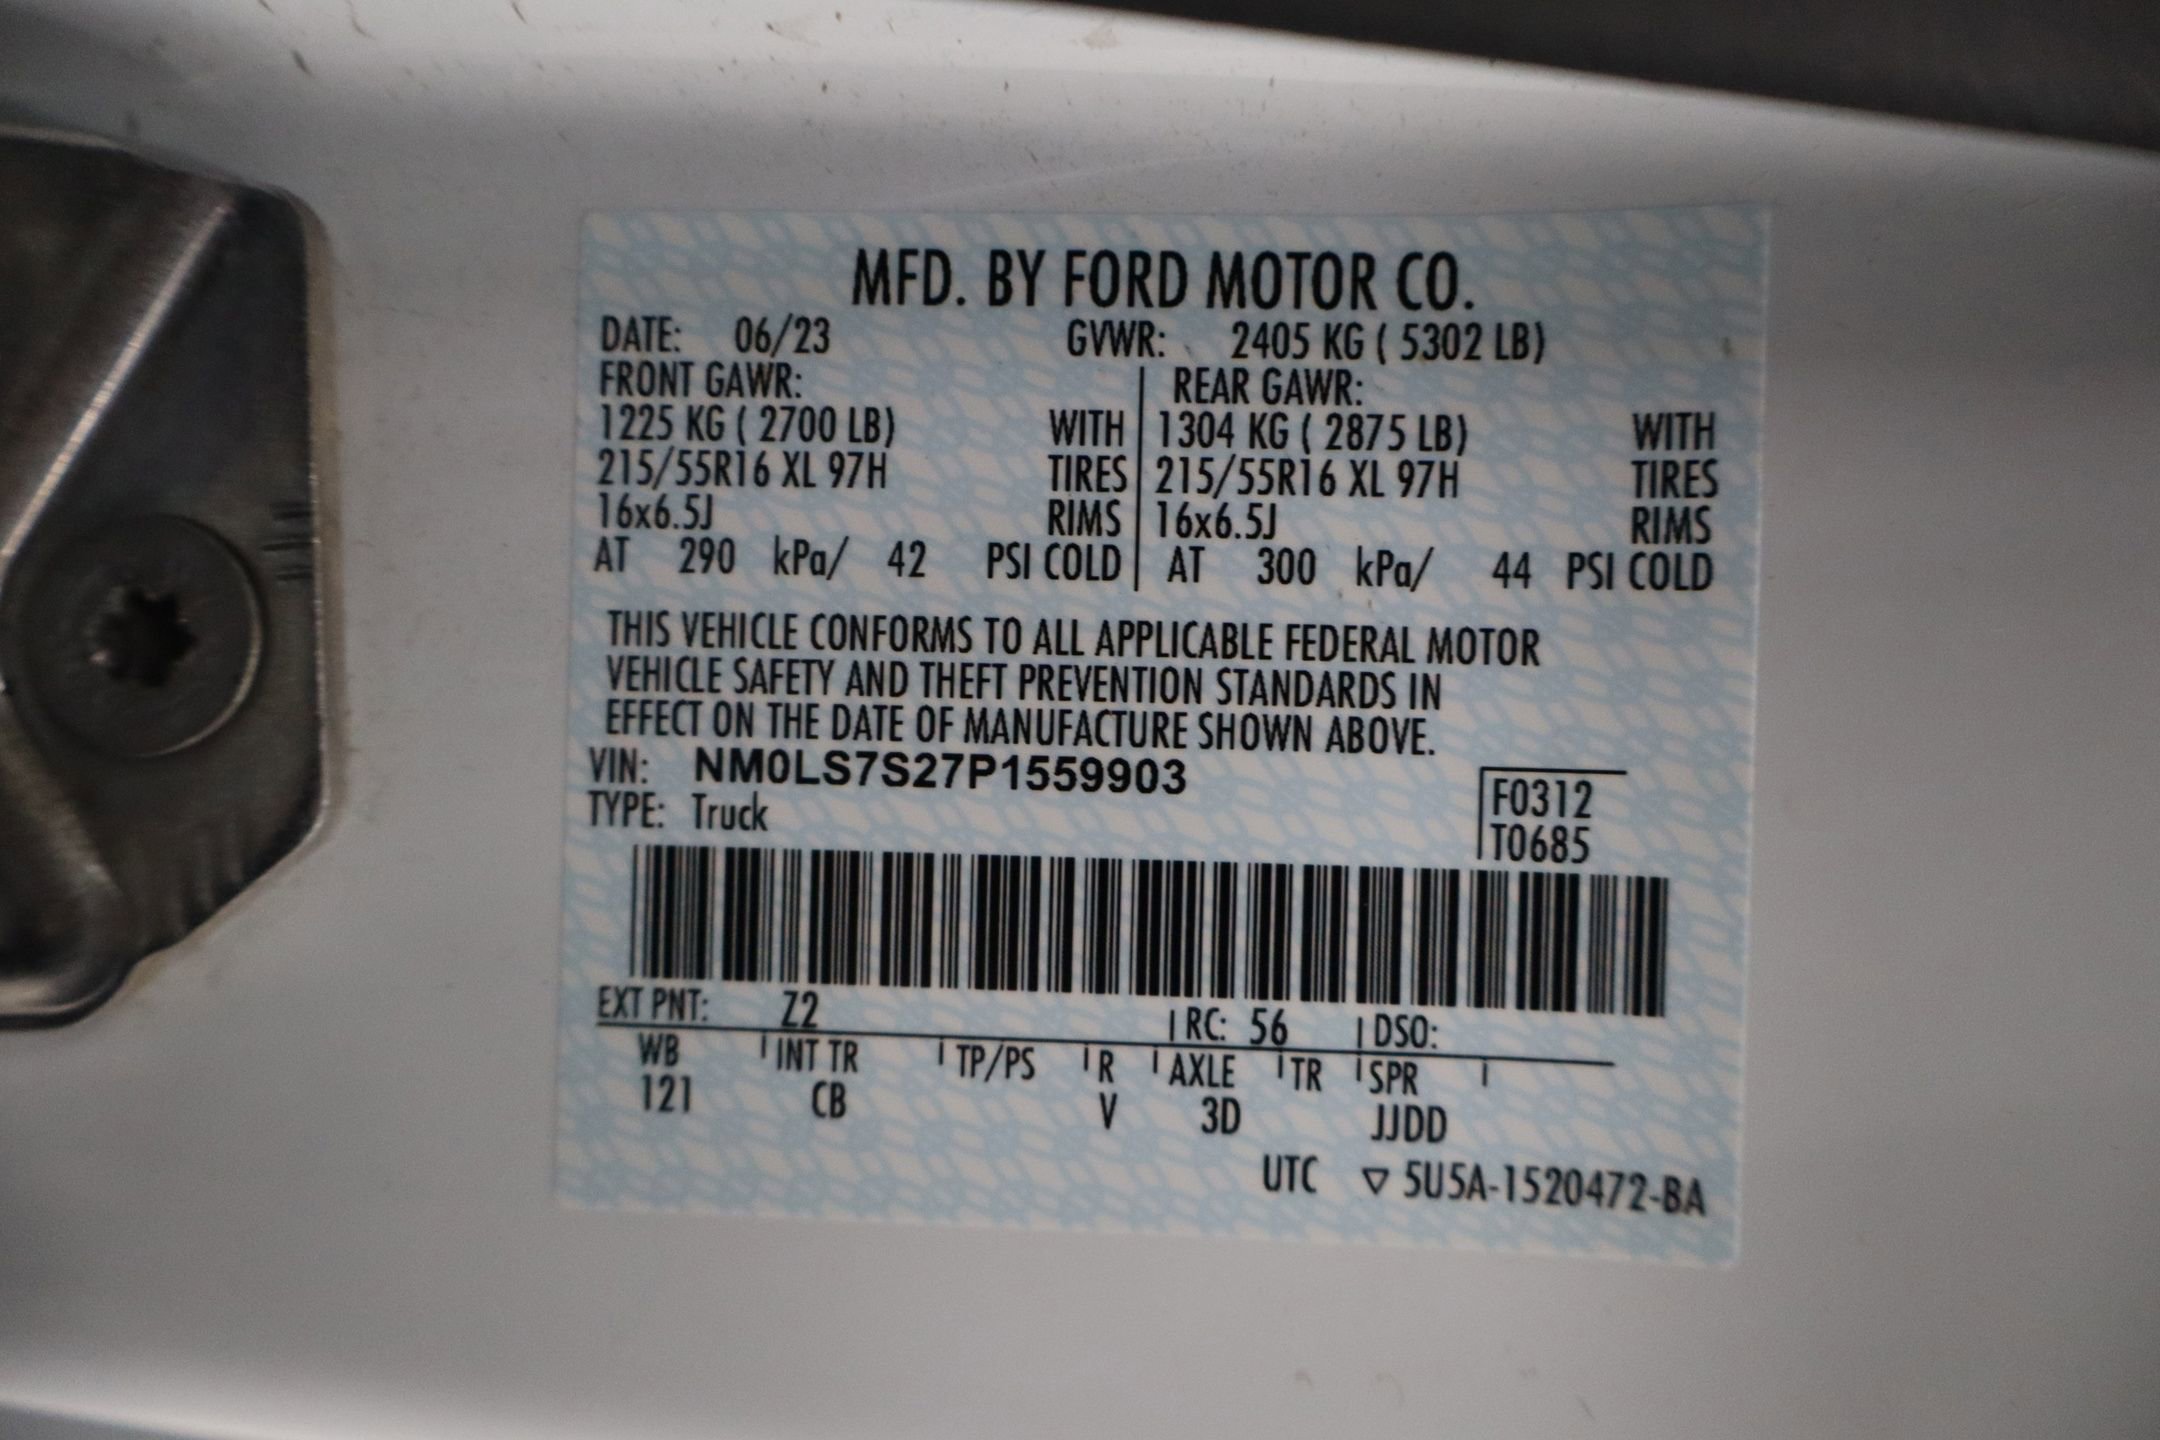 MFD. BY FORD MOTOR CO.
DATE: 06/23 GVWR: 2405 KG ( 5302 LB)
FRONT GAWR: REAR GAWR:
1225 KG ( 2700 LB) WITH 1304 KG ( 2875 LB) WITH
215/55R16 XL 97H TIRES 215/55R16 XL 97H TIRES
16x6.5J RIMS 16x6.5J RIMS
AT 290 kPa/ 42 PSI COLD AT 300 kPa/ 44 PSI COLD
THIS VEHICLE CONFORMS TO ALL APPLICABLE FEDERAL MOTOR
VEHICLE SAFETY AND THEFT PREVENTION STANDARDS IN
EFFECT ON THE DATE OF MANUFACTURE SHOWN ABOVE.
VIN: NM0LS7S27P1559903
TYPE: Truck
F0312
T0685
EXT PNT: Z2 RC: 56 DSO:
WB INT TR TP/PS R AXLE TR SPR
121 CB V 3D JJDD
UTC ▽ 5U5A-1520472-BA